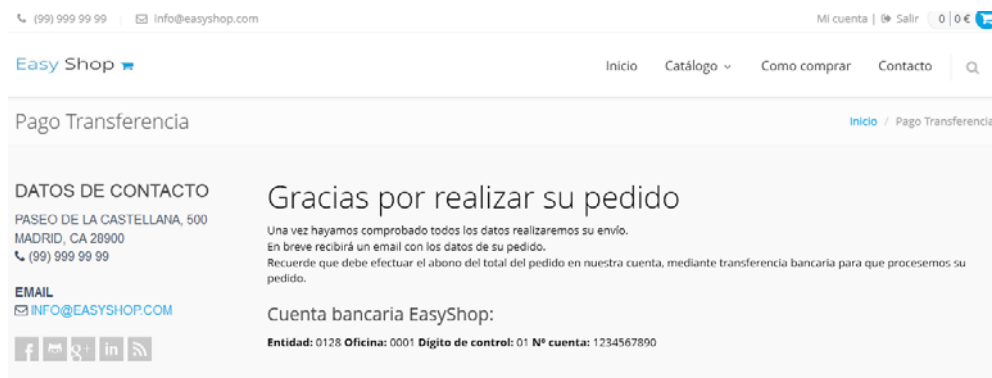 (99) 999 99 99 | info@easyshop.com
Mi cuenta | Salir 0 | 0 €
Easy Shop
Inicio Catálogo Como comprar Contacto
Pago Transferencia
Inicio / Pago Transferencia
DATOS DE CONTACTO
PASEO DE LA CASTELLANA, 500
MADRID, CA 28900
(99) 999 99 99
EMAIL
INFO@EASYSHOP.COM
Gracias por realizar su pedido
Una vez hayamos comprobado todos los datos realizaremos su envío.
En breve recibirá un email con los datos de su pedido.
Recuerde que debe efectuar el abono del total del pedido en nuestra cuenta, mediante transferencia bancaria para que procesemos su
pedido.
Cuenta bancaria EasyShop:
Entidad: 0128 Oficina: 0001 Dígito de control: 01 Nº cuenta: 1234567890